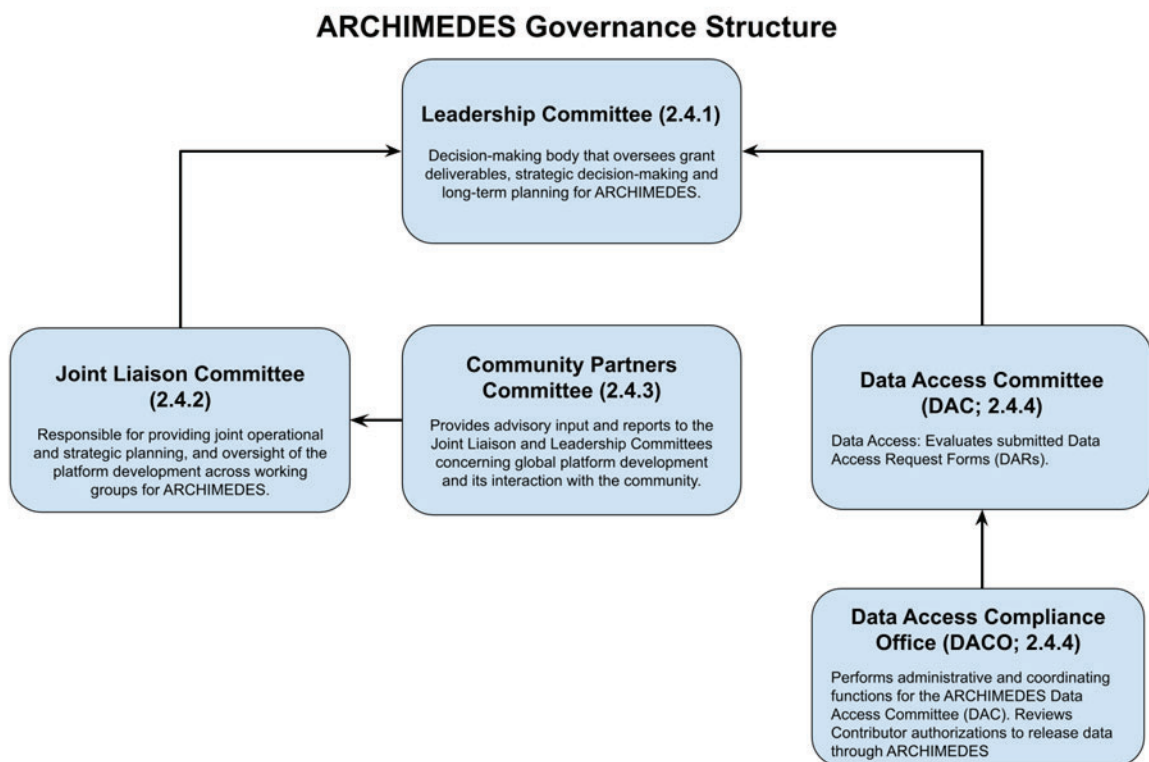 ARCHIMEDES Governance Structure
Leadership Committee (2.4.1)
Decision-making body that oversees grant
deliverables, strategic decision-making and
long-term planning for ARCHIMEDES.
Joint Liaison Committee
(2.4.2)
Responsible for providing joint operational
and strategic planning, and oversight of the
platform development across working
groups for ARCHIMEDES.
Community Partners
Committee (2.4.3)
Provides advisory input and reports to the
Joint Liaison and Leadership Committees
concerning global platform development
and its interaction with the community.
Data Access Committee
(DAC; 2.4.4)
Data Access: Evaluates submitted Data
Access Request Forms (DARs).
Data Access Compliance
Office (DACO; 2.4.4)
Performs administrative and coordinating
functions for the ARCHIMEDES Data
Access Committee (DAC). Reviews
Contributor authorizations to release data
through ARCHIMEDES